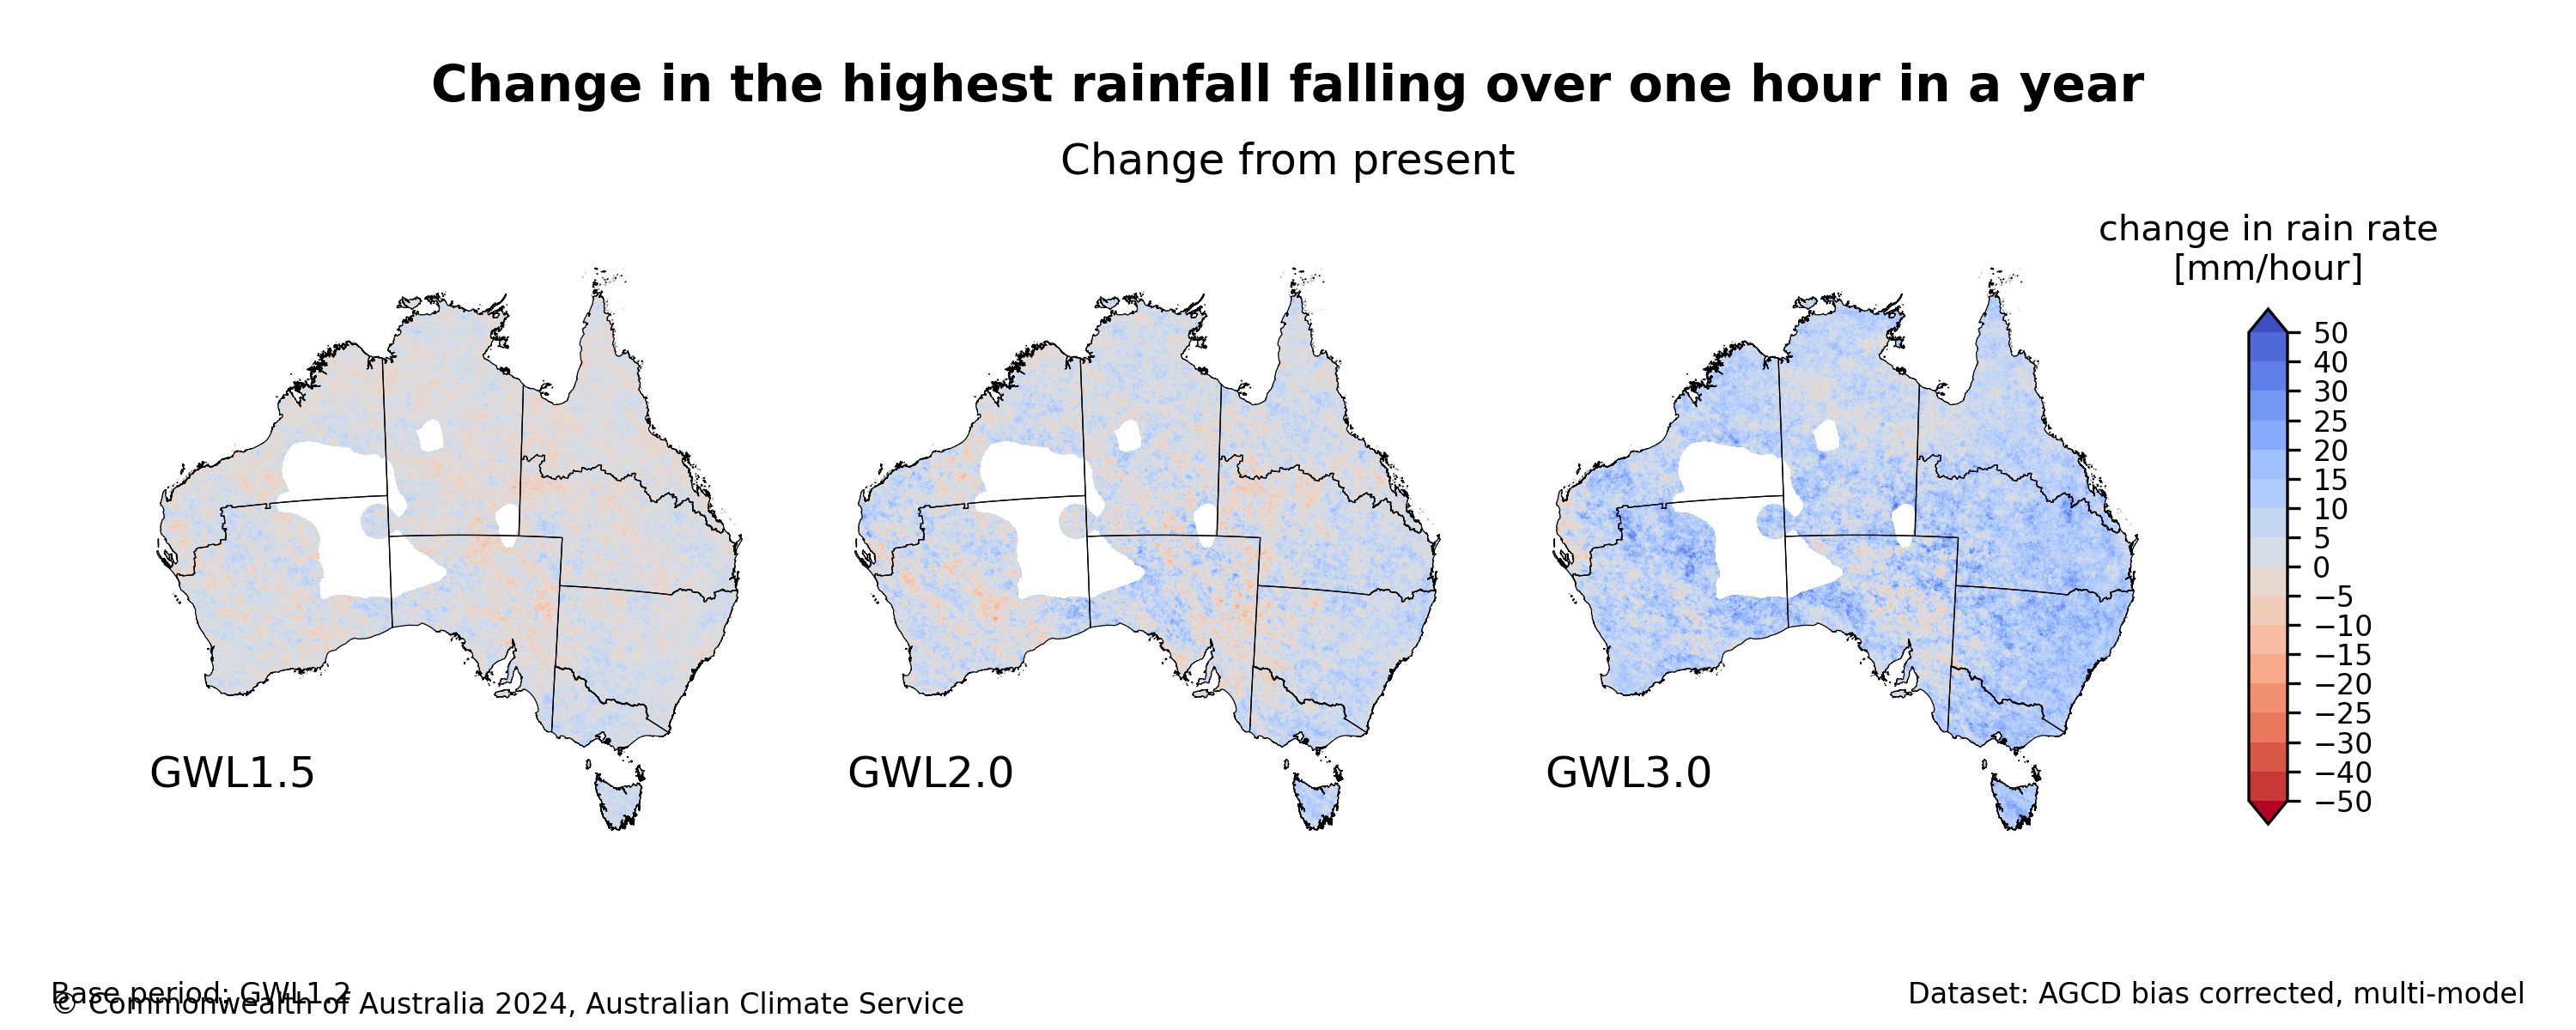 Change in the highest rainfall falling over one hour in a year
Change from present
change in rain rate
[mm/hour]
50
40
30
25
20
15
10
5
0
−5
−10
−15
−20
−25
−30
−40
−50
GWL1.5
GWL2.0
GWL3.0
Base period: GWL1.2
© Commonwealth of Australia 2024, Australian Climate Service
Dataset: AGCD bias corrected, multi-model